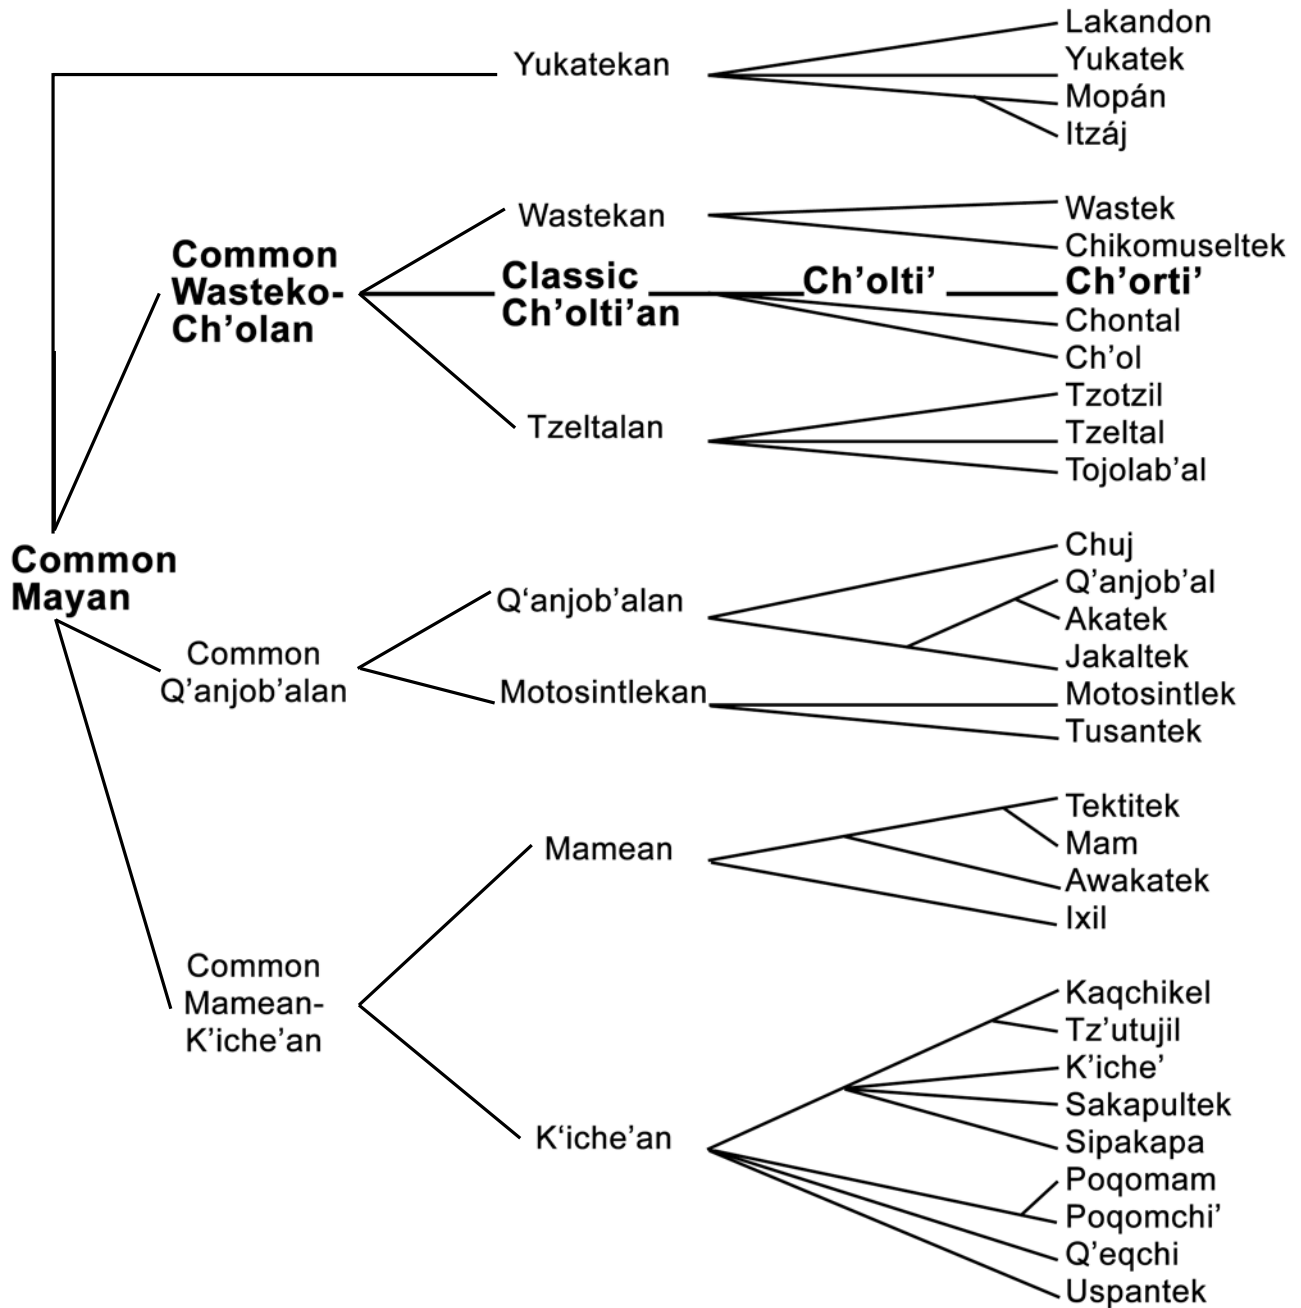 Lakandon
Yukatekan
Yukatek
Mopán
Itzáj
Wastekan
Wastek
Chikomuseltek
Common
Wasteko-
Ch’olan
Classic
Ch’olti’an
Ch’olti’
Ch’orti’
Chontal
Ch’ol
Tzeltalan
Tzotzil
Tzeltal
Tojolab’al
Common
Mayan
Common
Q’anjob’alan
Q‘anjob’alan
Chuj
Q’anjob’al
Akatek
Jakaltek
Motosintlekan
Motosintlek
Tusantek
Common
Mamean-
K’iche’an
Mamean
Tektitek
Mam
Awakatek
Ixil
K‘iche’an
Kaqchikel
Tz’utujil
K’iche’
Sakapultek
Sipakapa
Poqomam
Poqomchi’
Q’eqchi
Uspantek